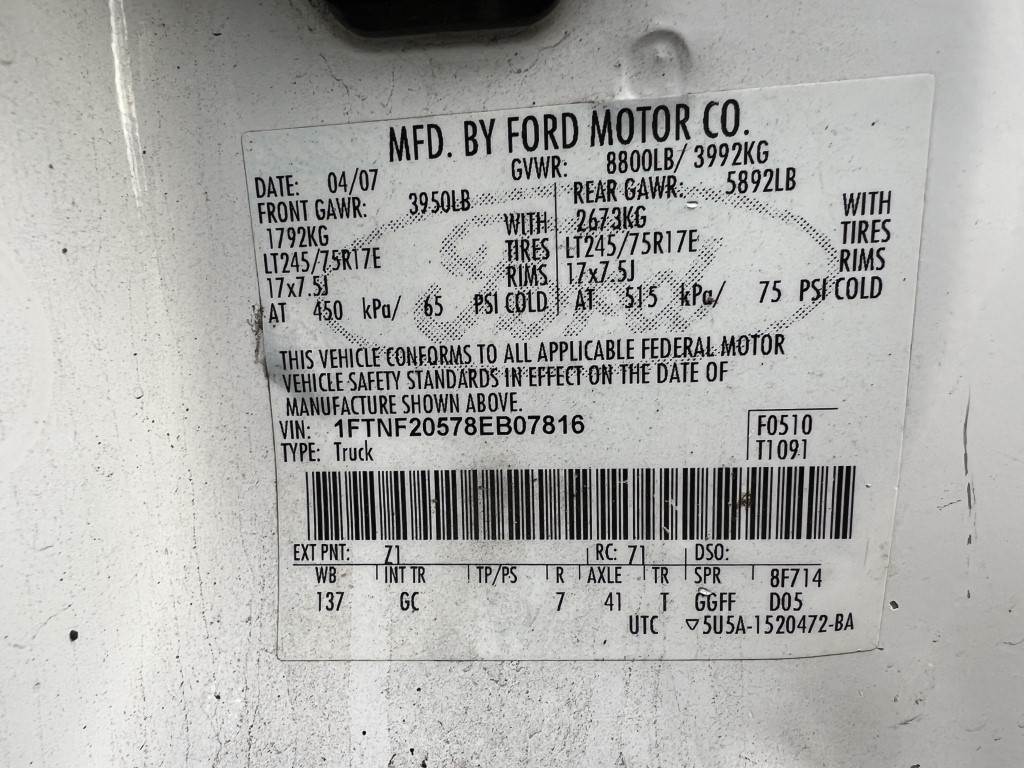 MFD. BY FORD MOTOR CO.
DATE: 04/07 GVWR: 8800LB/ 3992KG
FRONT GAWR: 3950LB REAR GAWR: 5892LB
1792KG WITH 2673KG WITH
LT245/75R17E TIRES LT245/75R17E TIRES
17x7.5J RIMS 17x7.5J RIMS
AT 450 kPa/ 65 PSI COLD AT 515 kPa/ 75 PSI COLD
THIS VEHICLE CONFORMS TO ALL APPLICABLE FEDERAL MOTOR
VEHICLE SAFETY STANDARDS IN EFFECT ON THE DATE OF
MANUFACTURE SHOWN ABOVE.
VIN: 1FTNF20578EB07816 F0510
TYPE: Truck T1091
EXT PNT: Z1 RC: 71 DSO:
WB INT TR TP/PS R AXLE TR SPR 8F714
137 GC 7 41 T GGFF D05
UTC ▽5U5A-1520472-BA